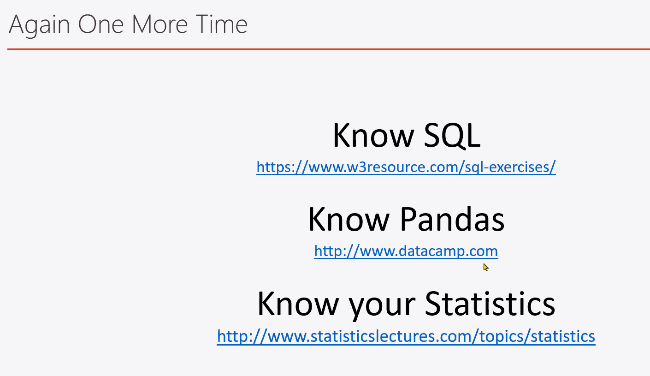 Again One More Time
Know SQL
https://www.w3resource.com/sql-exercises/
Know Pandas
http://www.datacamp.com
Know your Statistics
http://www.statisticslectures.com/topics/statistics